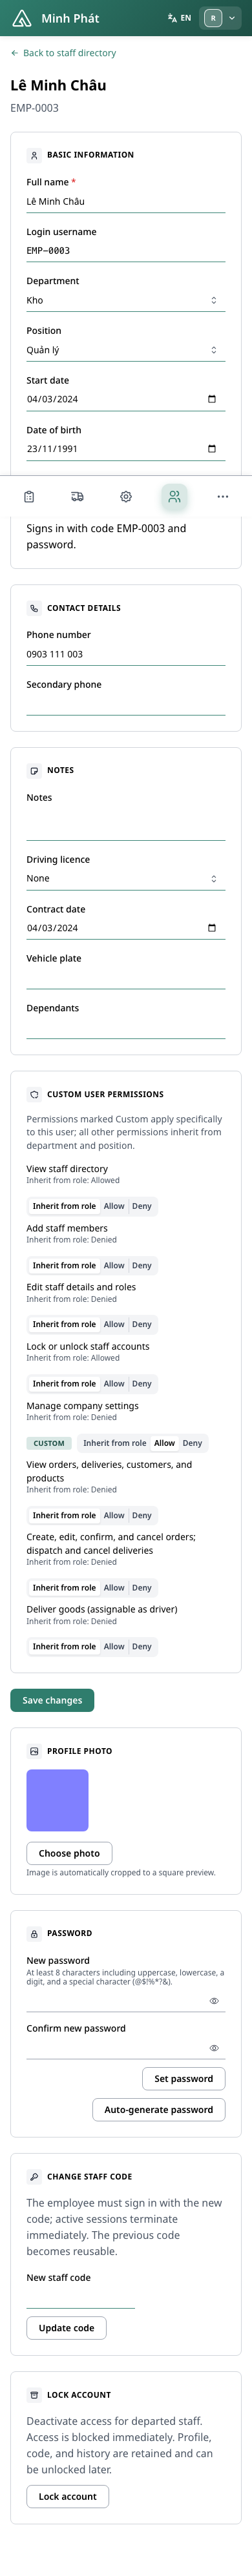 Minh Phát
EN
R
Back to staff directory
Lê Minh Châu
EMP-0003
BASIC INFORMATION
Full name *
Lê Minh Châu
Login username
EMP-0003
Department
Kho
Position
Quản lý
Start date
04/03/2024
Date of birth
23/11/1991
Signs in with code EMP-0003 and
password.
CONTACT DETAILS
Phone number
0903 111 003
Secondary phone
NOTES
Notes
Driving licence
None
Contract date
04/03/2024
Vehicle plate
Dependants
CUSTOM USER PERMISSIONS
Permissions marked Custom apply specifically
to this user; all other permissions inherit from
department and position.
View staff directory
Inherit from role: Allowed
Inherit from role Allow Deny
Add staff members
Inherit from role: Denied
Inherit from role Allow Deny
Edit staff details and roles
Inherit from role: Denied
Inherit from role Allow Deny
Lock or unlock staff accounts
Inherit from role: Allowed
Inherit from role Allow Deny
Manage company settings
Inherit from role: Denied
CUSTOM Inherit from role Allow Deny
View orders, deliveries, customers, and
products
Inherit from role: Denied
Inherit from role Allow Deny
Create, edit, confirm, and cancel orders;
dispatch and cancel deliveries
Inherit from role: Denied
Inherit from role Allow Deny
Deliver goods (assignable as driver)
Inherit from role: Denied
Inherit from role Allow Deny
Save changes
PROFILE PHOTO
Choose photo
Image is automatically cropped to a square preview.
PASSWORD
New password
At least 8 characters including uppercase, lowercase, a
digit, and a special character (@$!%*?&).
Confirm new password
Set password
Auto-generate password
CHANGE STAFF CODE
The employee must sign in with the new
code; active sessions terminate
immediately. The previous code
becomes reusable.
New staff code
Update code
LOCK ACCOUNT
Deactivate access for departed staff.
Access is blocked immediately. Profile,
code, and history are retained and can
be unlocked later.
Lock account